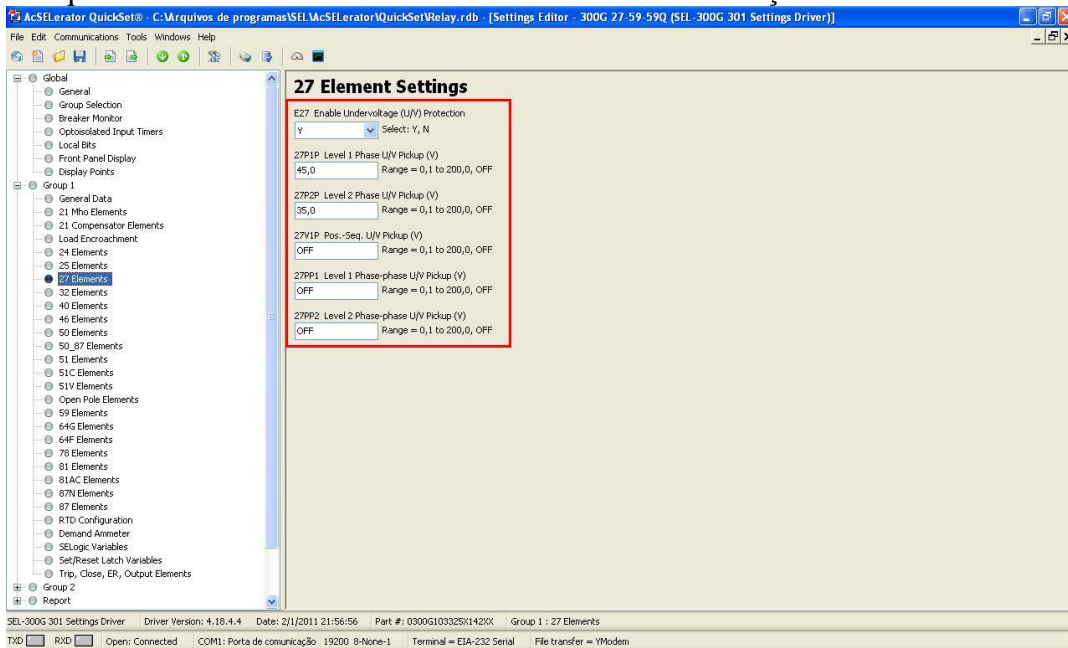 AcSELerator QuickSet® - C:\Arquivos de programas\SEL\AcSELerator\QuickSet\Relay.rdb - [Settings Editor - 300G 27-59-59Q (SEL-300G 301 Settings Driver)]
File Edit Communications Tools Windows Help
Global
General
Group Selection
Breaker Monitor
Optoisolated Input Timers
Local Bits
Front Panel Display
Display Points
Group 1
General Data
21 Mho Elements
21 Compensator Elements
Load Encroachment
24 Elements
25 Elements
27 Elements
32 Elements
40 Elements
46 Elements
50 Elements
50_87 Elements
51 Elements
51C Elements
51V Elements
Open Pole Elements
59 Elements
64G Elements
64F Elements
78 Elements
81 Elements
81AC Elements
87N Elements
87 Elements
RTD Configuration
Demand Ammeter
SELogic Variables
Set/Reset Latch Variables
Trip, Close, ER, Output Elements
Group 2
Report
27 Element Settings
E27 Enable Undervoltage (U/V) Protection
Y Select: Y, N
27P1P Level 1 Phase U/V Pickup (V)
45,0 Range = 0,1 to 200,0, OFF
27P2P Level 2 Phase U/V Pickup (V)
35,0 Range = 0,1 to 200,0, OFF
27V1P Pos.-Seq. U/V Pickup (V)
OFF Range = 0,1 to 200,0, OFF
27PP1 Level 1 Phase-phase U/V Pickup (V)
OFF Range = 0,1 to 200,0, OFF
27PP2 Level 2 Phase-phase U/V Pickup (V)
OFF Range = 0,1 to 200,0, OFF
SEL-300G 301 Settings Driver Driver Version: 4.18.4.4 Date: 2/1/2011 21:56:56 Part #: 0300G103325X142XX Group 1 : 27 Elements
TXD RXD Open: Connected COM1: Porta de comunicação 19200 8-None-1 Terminal = EIA-232 Serial File transfer = YModem